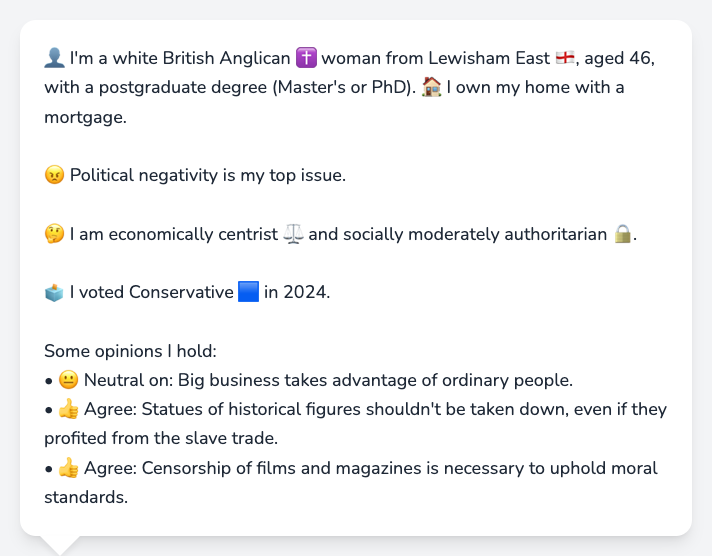 👤 I'm a white British Anglican ✝️ woman from Lewisham East 🏴󠁧󠁢󠁥󠁮󠁧󠁿, aged 46,
with a postgraduate degree (Master's or PhD). 🏠 I own my home with a
mortgage.
😠 Political negativity is my top issue.
🤔 I am economically centrist ⚖️ and socially moderately authoritarian 🔒.
🗳️ I voted Conservative 🟦 in 2024.
Some opinions I hold:
• 😐 Neutral on: Big business takes advantage of ordinary people.
• 👍 Agree: Statues of historical figures shouldn't be taken down, even if they
profited from the slave trade.
• 👍 Agree: Censorship of films and magazines is necessary to uphold moral
standards.